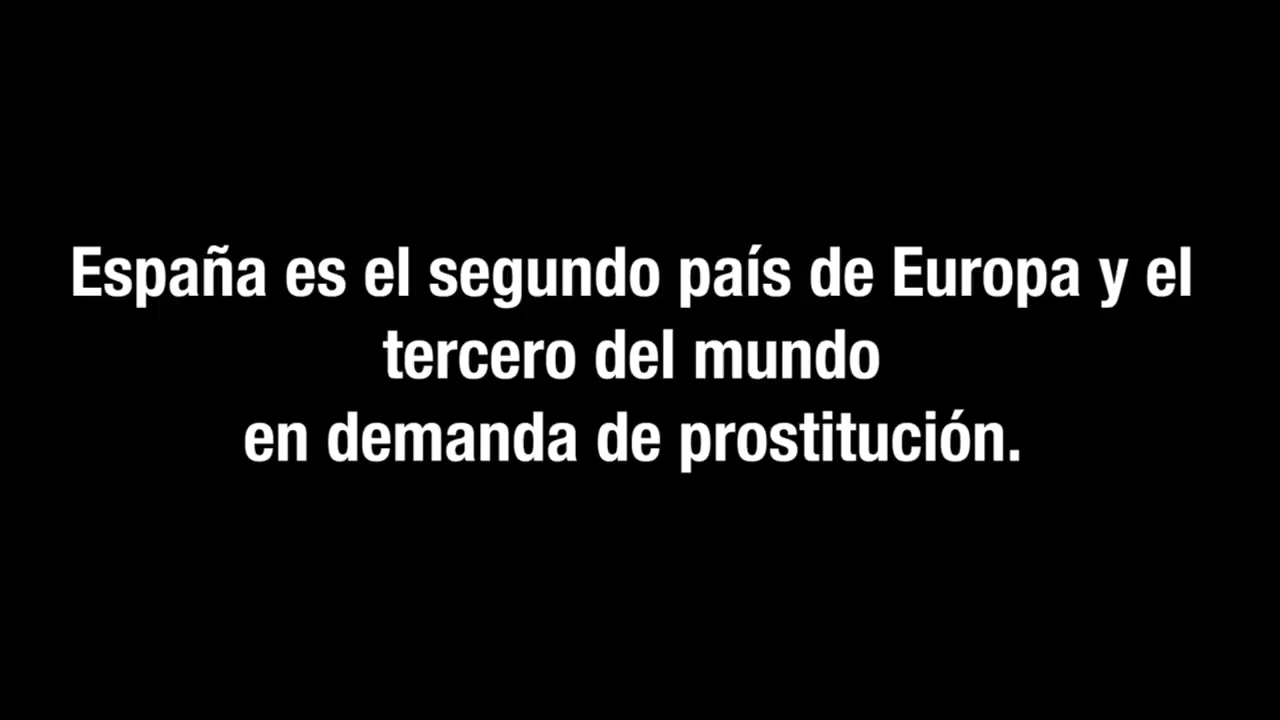 España es el segundo país de Europa y el
tercero del mundo
en demanda de prostitución.